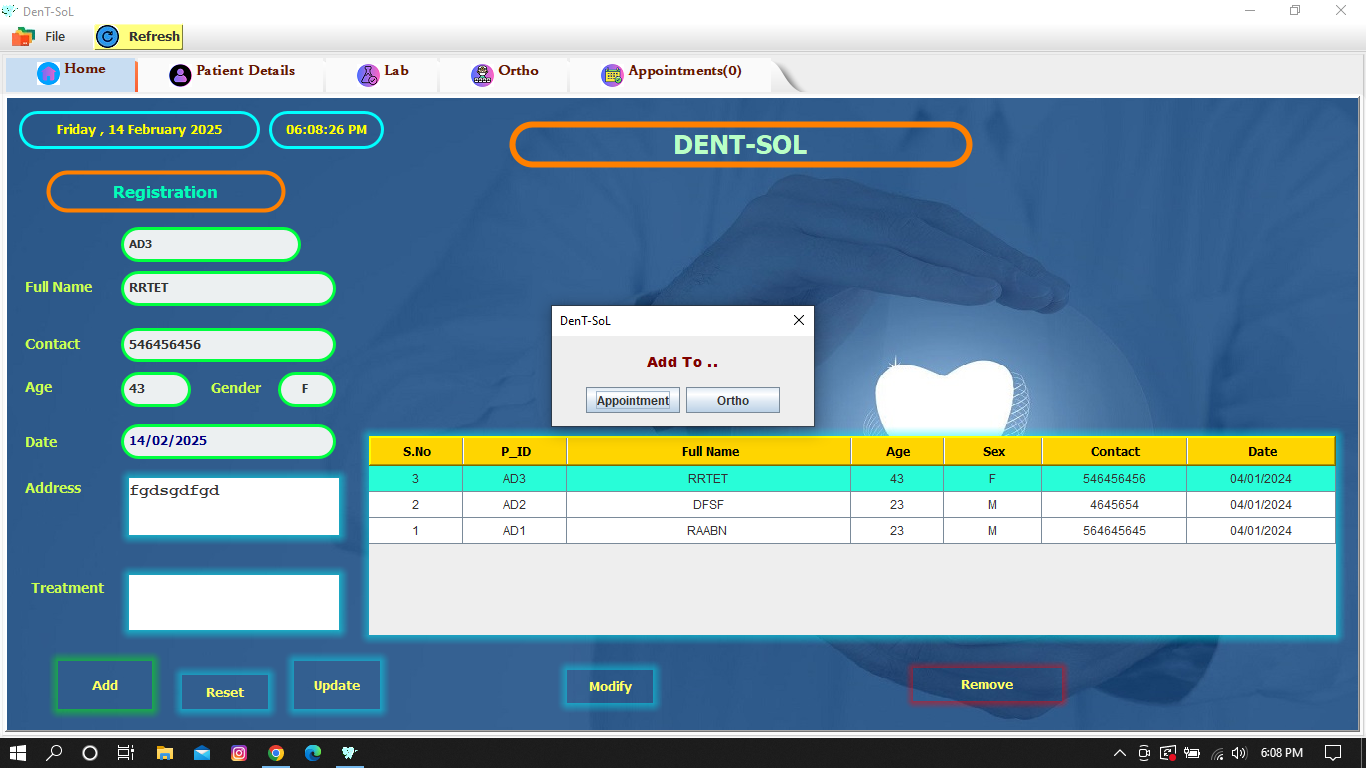 DenT-SoL
File Refresh
Home Patient Details Lab Ortho Appointments(0)
Friday , 14 February 2025 06:08:26 PM
DENT-SOL
Registration
AD3
Full Name RRTET
Contact 546456456
Age 43 Gender F
Date 14/02/2025
Address fgdsgdfgd
Treatment
DenT-SoL
Add To ..
Appointment Ortho
S.No P_ID Full Name Age Sex Contact Date
3 AD3 RRTET 43 F 546456456 04/01/2024
2 AD2 DFSF 23 M 4645654 04/01/2024
1 AD1 RAABN 23 M 564645645 04/01/2024
Add Reset Update Modify Remove
6:08 PM